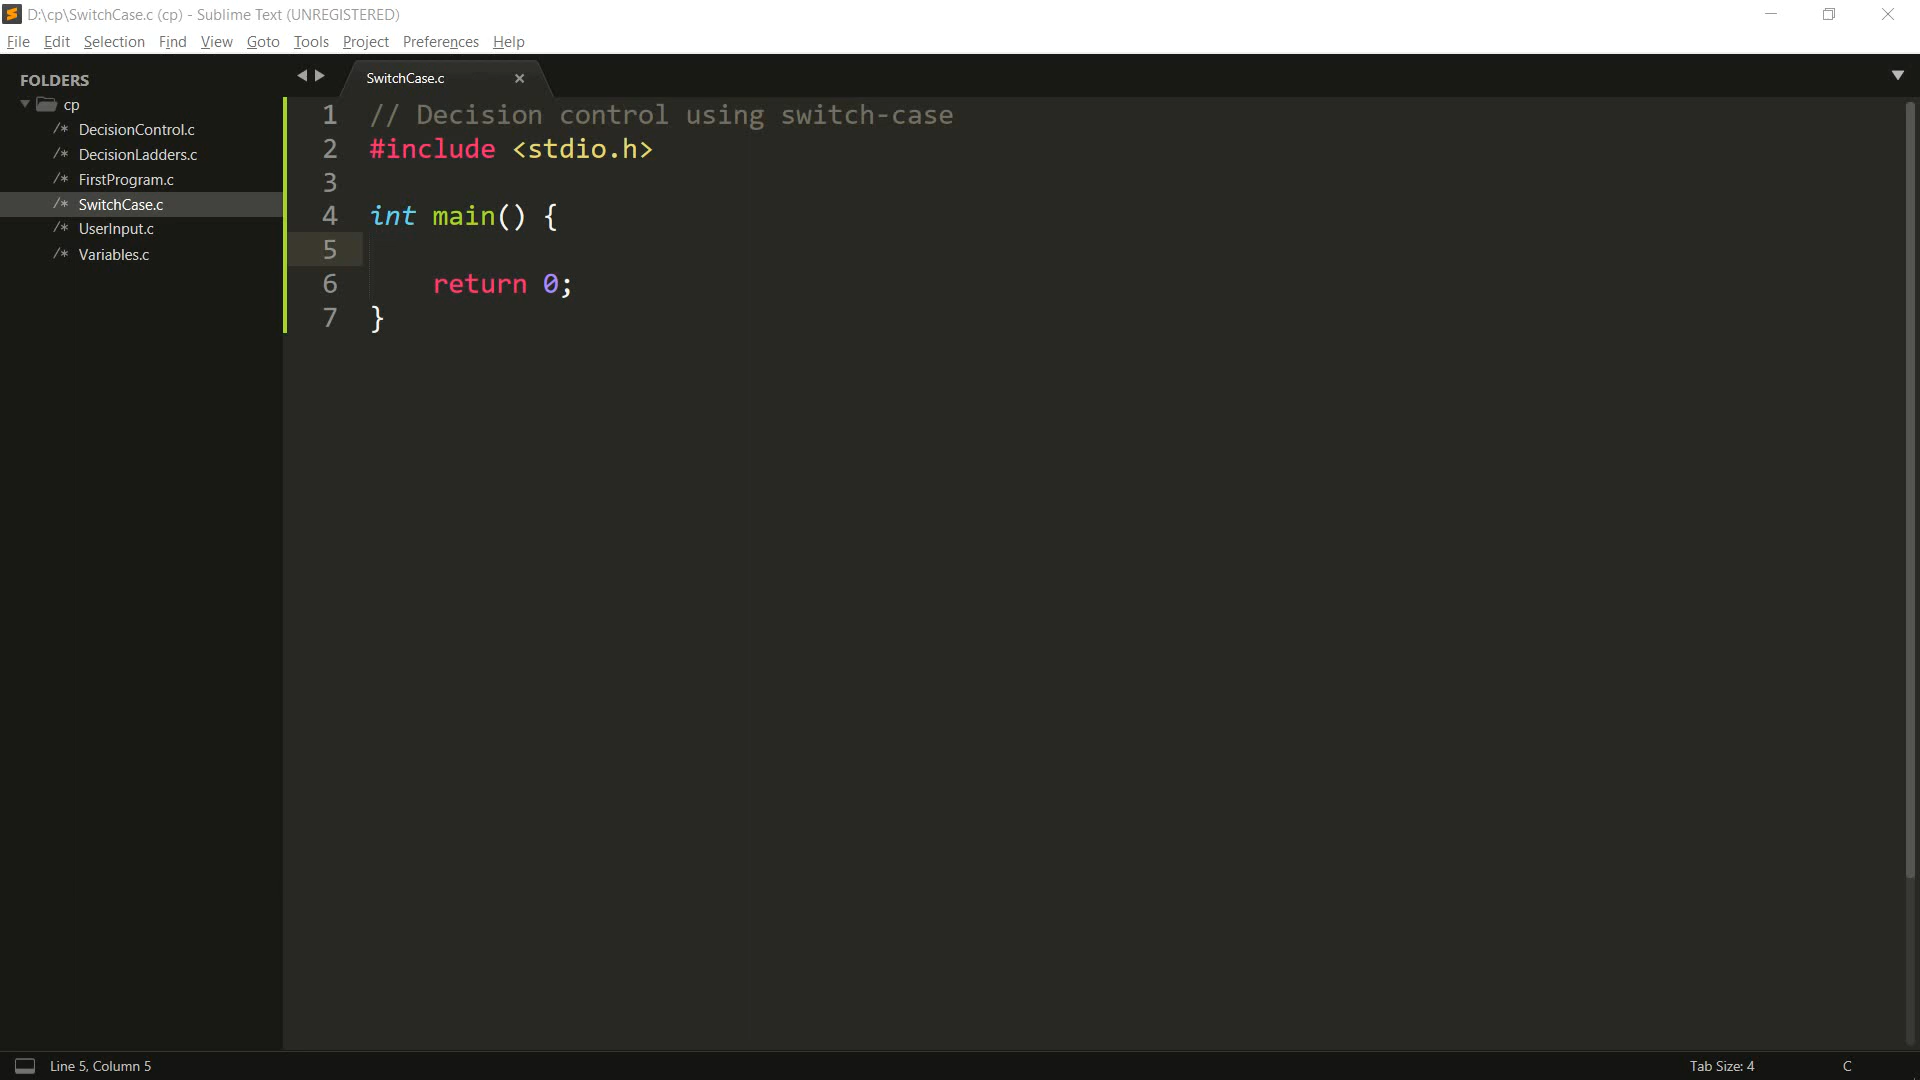 D:\cp\SwitchCase.c (cp) - Sublime Text (UNREGISTERED)
File Edit Selection Find View Goto Tools Project Preferences Help
FOLDERS
cp
/* DecisionControl.c
/* DecisionLadders.c
/* FirstProgram.c
/* SwitchCase.c
/* UserInput.c
/* Variables.c
SwitchCase.c
1 // Decision control using switch-case
2 #include <stdio.h>
3
4 int main() {
5
6 return 0;
7 }
Line 5, Column 5
Tab Size: 4
C